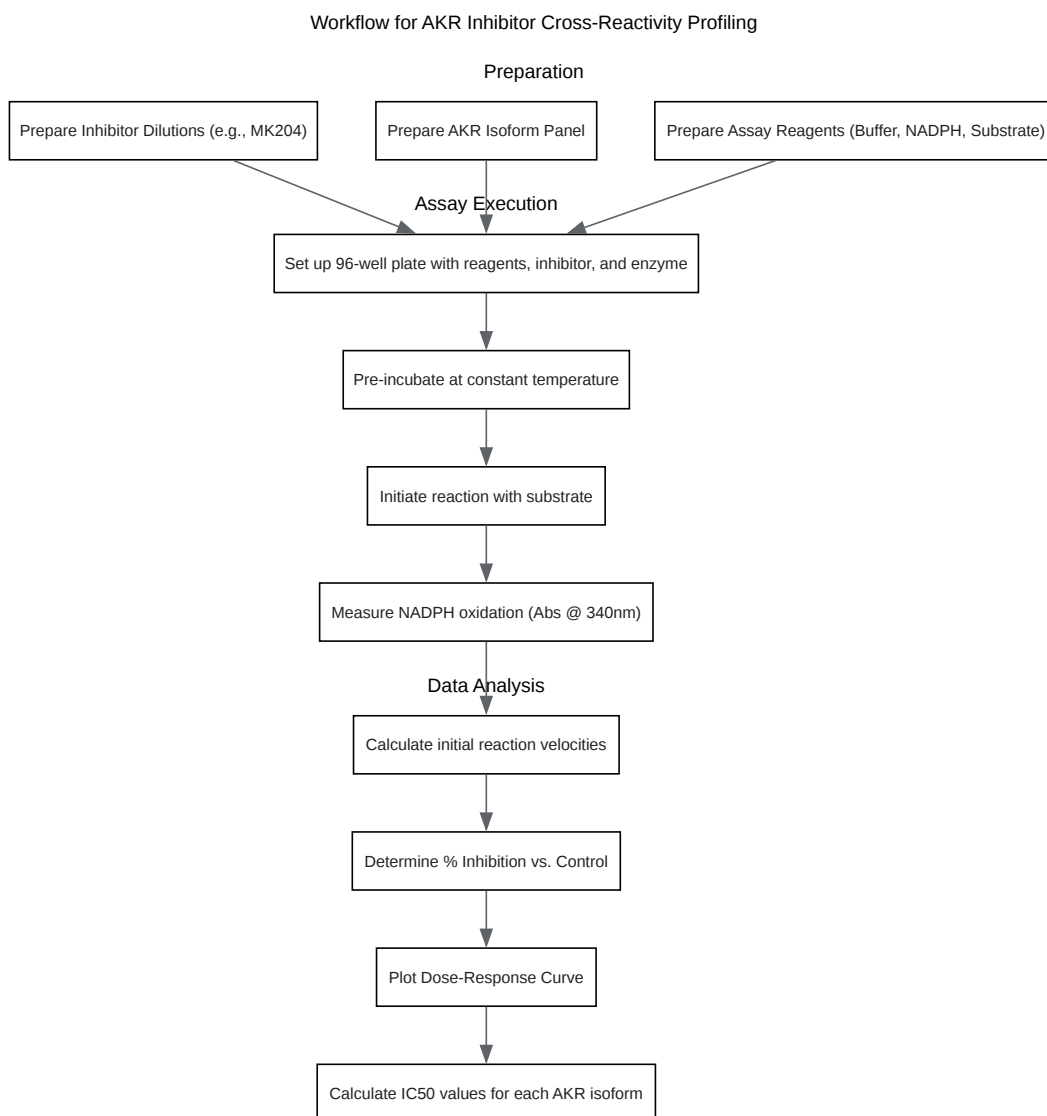 Workflow for AKR Inhibitor Cross-Reactivity Profiling
Preparation
Prepare Inhibitor Dilutions (e.g., MK204)
Prepare AKR Isoform Panel
Prepare Assay Reagents (Buffer, NADPH, Substrate)
Assay Execution
Set up 96-well plate with reagents, inhibitor, and enzyme
Pre-incubate at constant temperature
Initiate reaction with substrate
Measure NADPH oxidation (Abs @ 340nm)
Data Analysis
Calculate initial reaction velocities
Determine % Inhibition vs. Control
Plot Dose-Response Curve
Calculate IC50 values for each AKR isoform